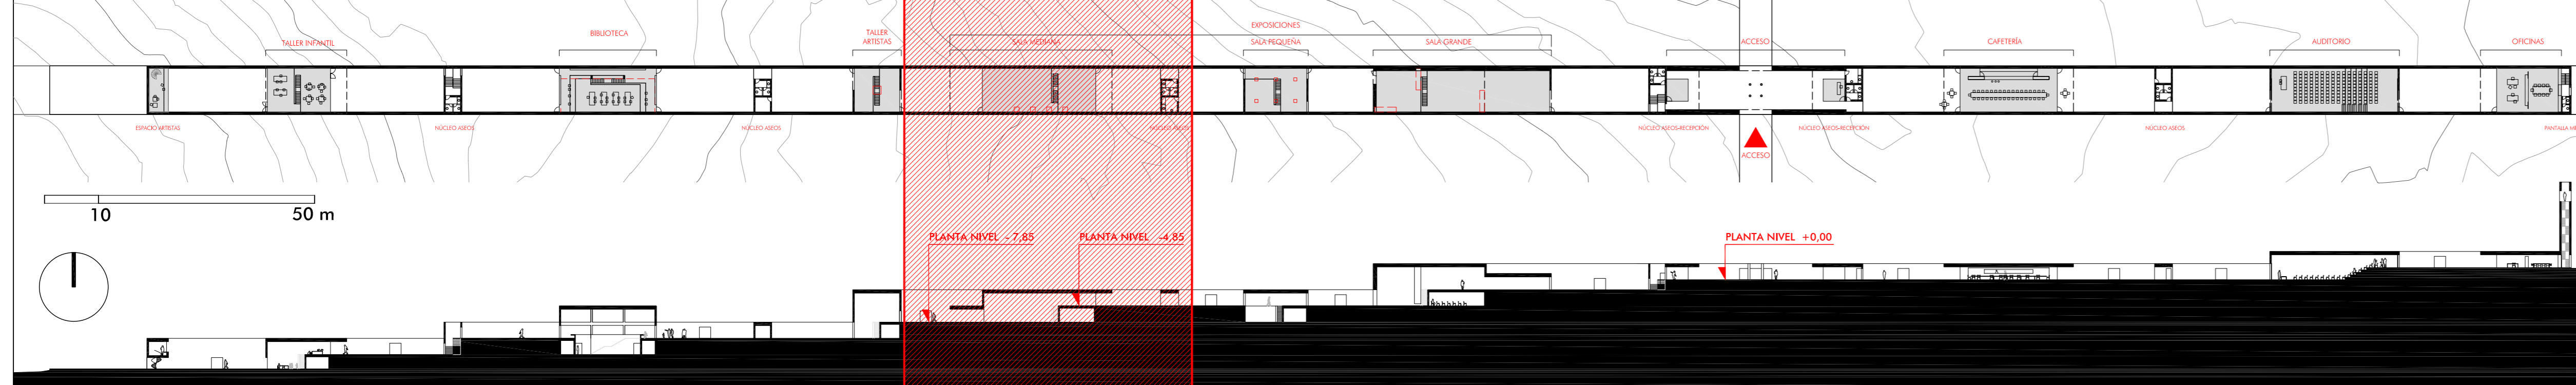 EXPOSICIONES
TALLER INFANTIL
BIBLIOTECA
TALLER
ARTISTAS
SALA MEDIANA
SALA PEQUEÑA
SALA GRANDE
ACCESO
CAFETERÍA
AUDITORIO
OFICINAS
ESPACIO ARTISTAS
NÚCLEO ASEOS
NÚCLEO ASEOS
NÚCLEO ASEOS
NÚCLEO ASEOS-RECEPCIÓN
NÚCLEO ASEOS-RECEPCIÓN
NÚCLEO ASEOS
PANTALLA
ACCESO
10
50 m
PLANTA NIVEL - 7,85
PLANTA NIVEL -4,85
PLANTA NIVEL +0,00